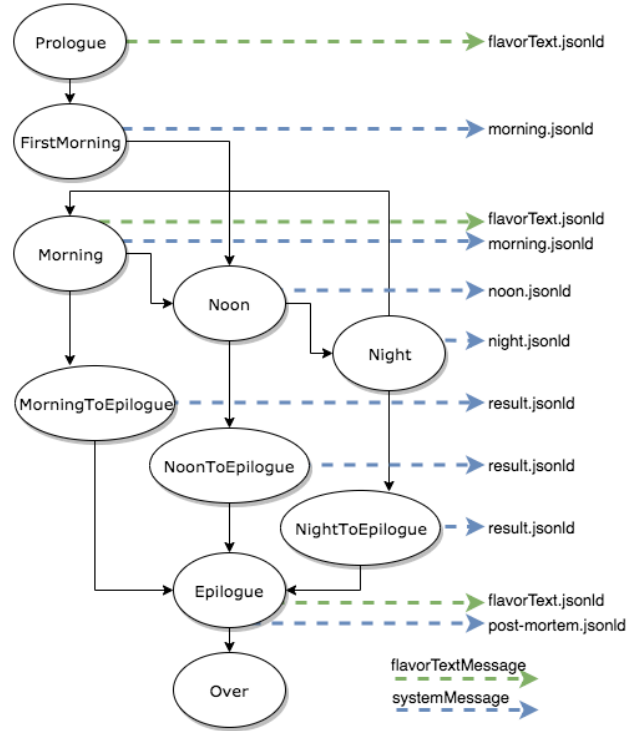 Prologue
flavorText.jsonld
FirstMorning
morning.jsonld
flavorText.jsonld
Morning
morning.jsonld
Noon
noon.jsonld
Night
night.jsonld
MorningToEpilogue
result.jsonld
NoonToEpilogue
result.jsonld
NightToEpilogue
result.jsonld
Epilogue
flavorText.jsonld
post-mortem.jsonld
flavorTextMessage
Over
systemMessage